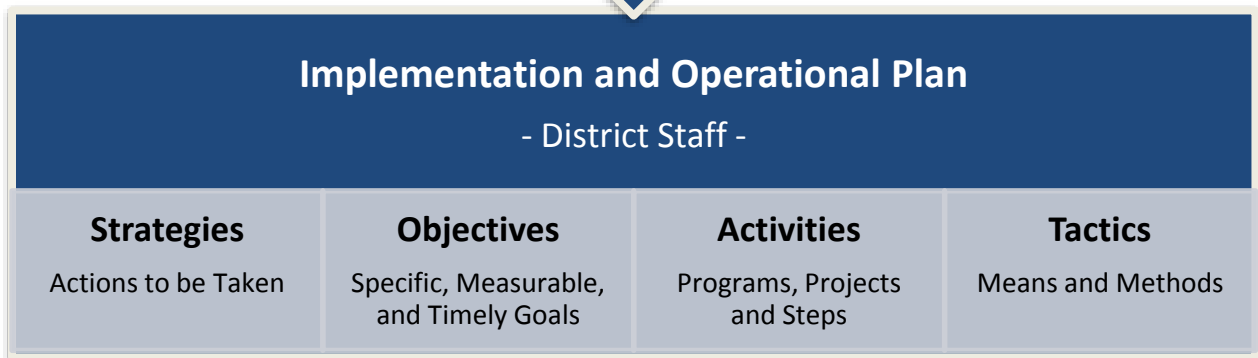 Implementation and Operational Plan
- District Staff -
Strategies
Actions to be Taken
Objectives
Specific, Measurable,
and Timely Goals
Activities
Programs, Projects
and Steps
Tactics
Means and Methods